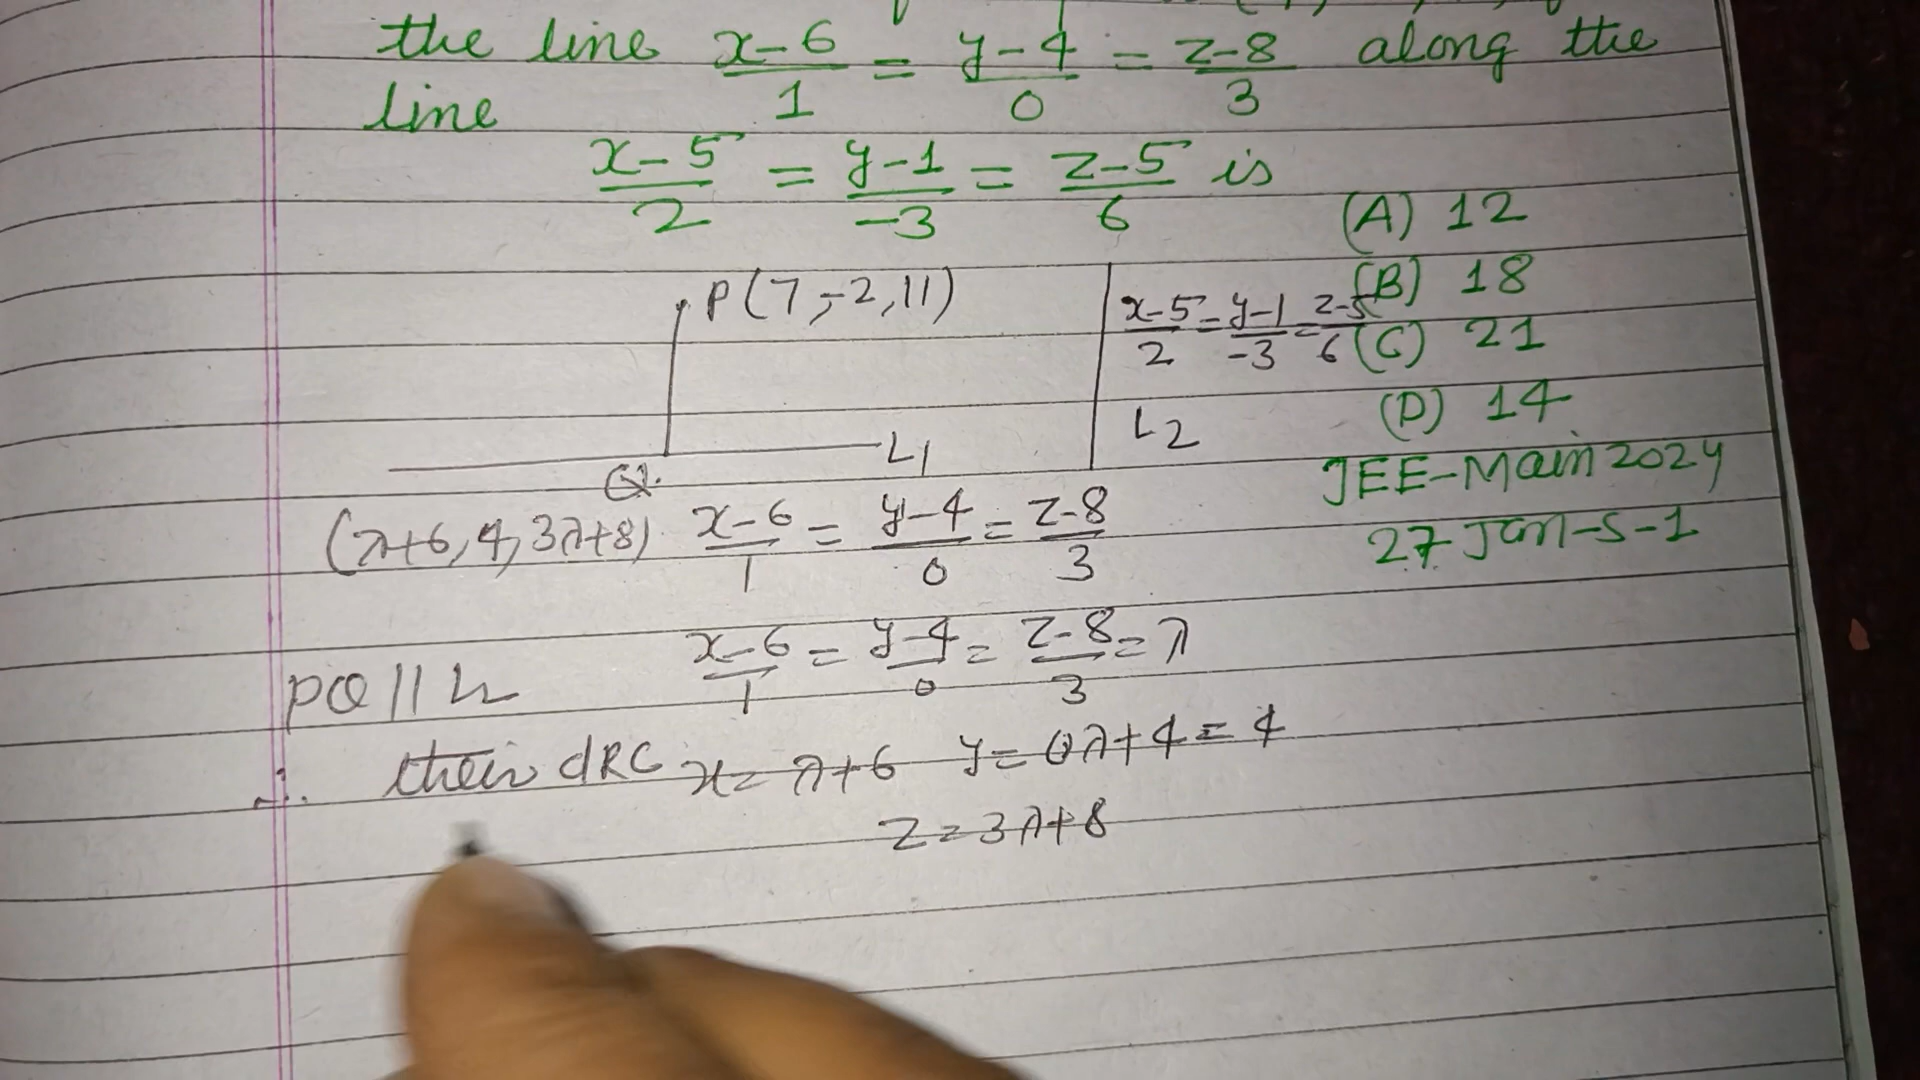 the line x-6/1 = y-4/0 = z-8/3 along the
line
x-5/2 = y-1/-3 = z-5/6 is
(A) 12
(B) 18
(C) 21
(D) 14
JEE-Main 2024
27 Jan-S-1
P(7,-2,11)
x-5/2 = y-1/-3 = z-5/6
L2
L1
Q
(λ+6, 4, 3λ+8) x-6/1 = y-4/0 = z-8/3
x-6/1 = y-4/0 = z-8/3 = λ
PQ ||
∴ their dRC x = λ+6 y = 0λ+4 = 4
z = 3λ+8